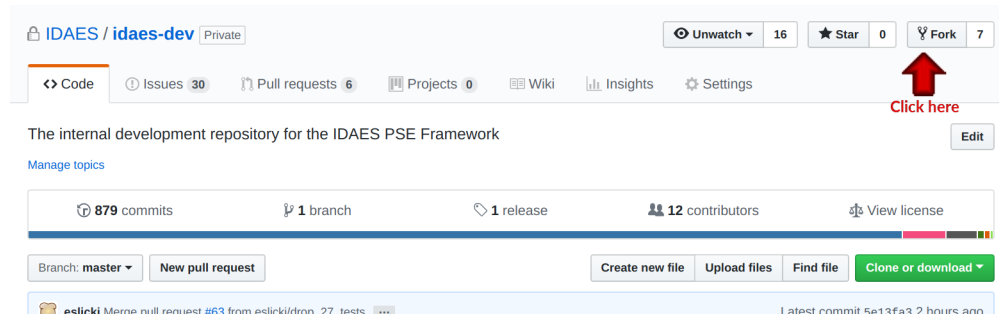 IDAES / idaes-dev Private Unwatch 16 Star 0 Fork 7
Code Issues 30 Pull requests 6 Projects 0 Wiki Insights Settings
Click here
The internal development repository for the IDAES PSE Framework Edit
Manage topics
879 commits 1 branch 1 release 12 contributors View license
Branch: master New pull request Create new file Upload files Find file Clone or download
eslickj Merge pull request #63 from eslickj/drop_27_tests ... Latest commit 5e13fa3 2 hours ago